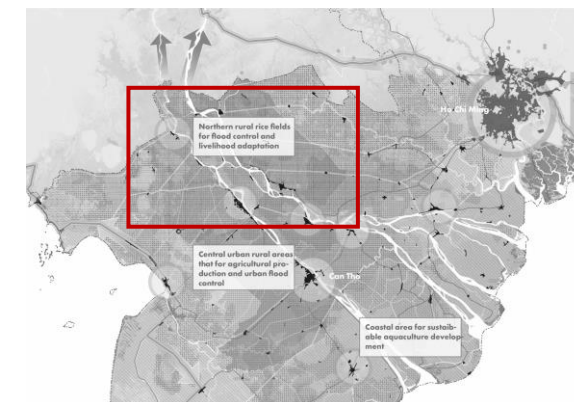 Ho Chi Ming
Northern rural rice fields
for flood control and
livelihood adaptation
Central urban rural areas
that for agricultural pro-
duction and urban flood
control
Can Tho
Coastal area for sustaib-
able aquaculture develop-
ment